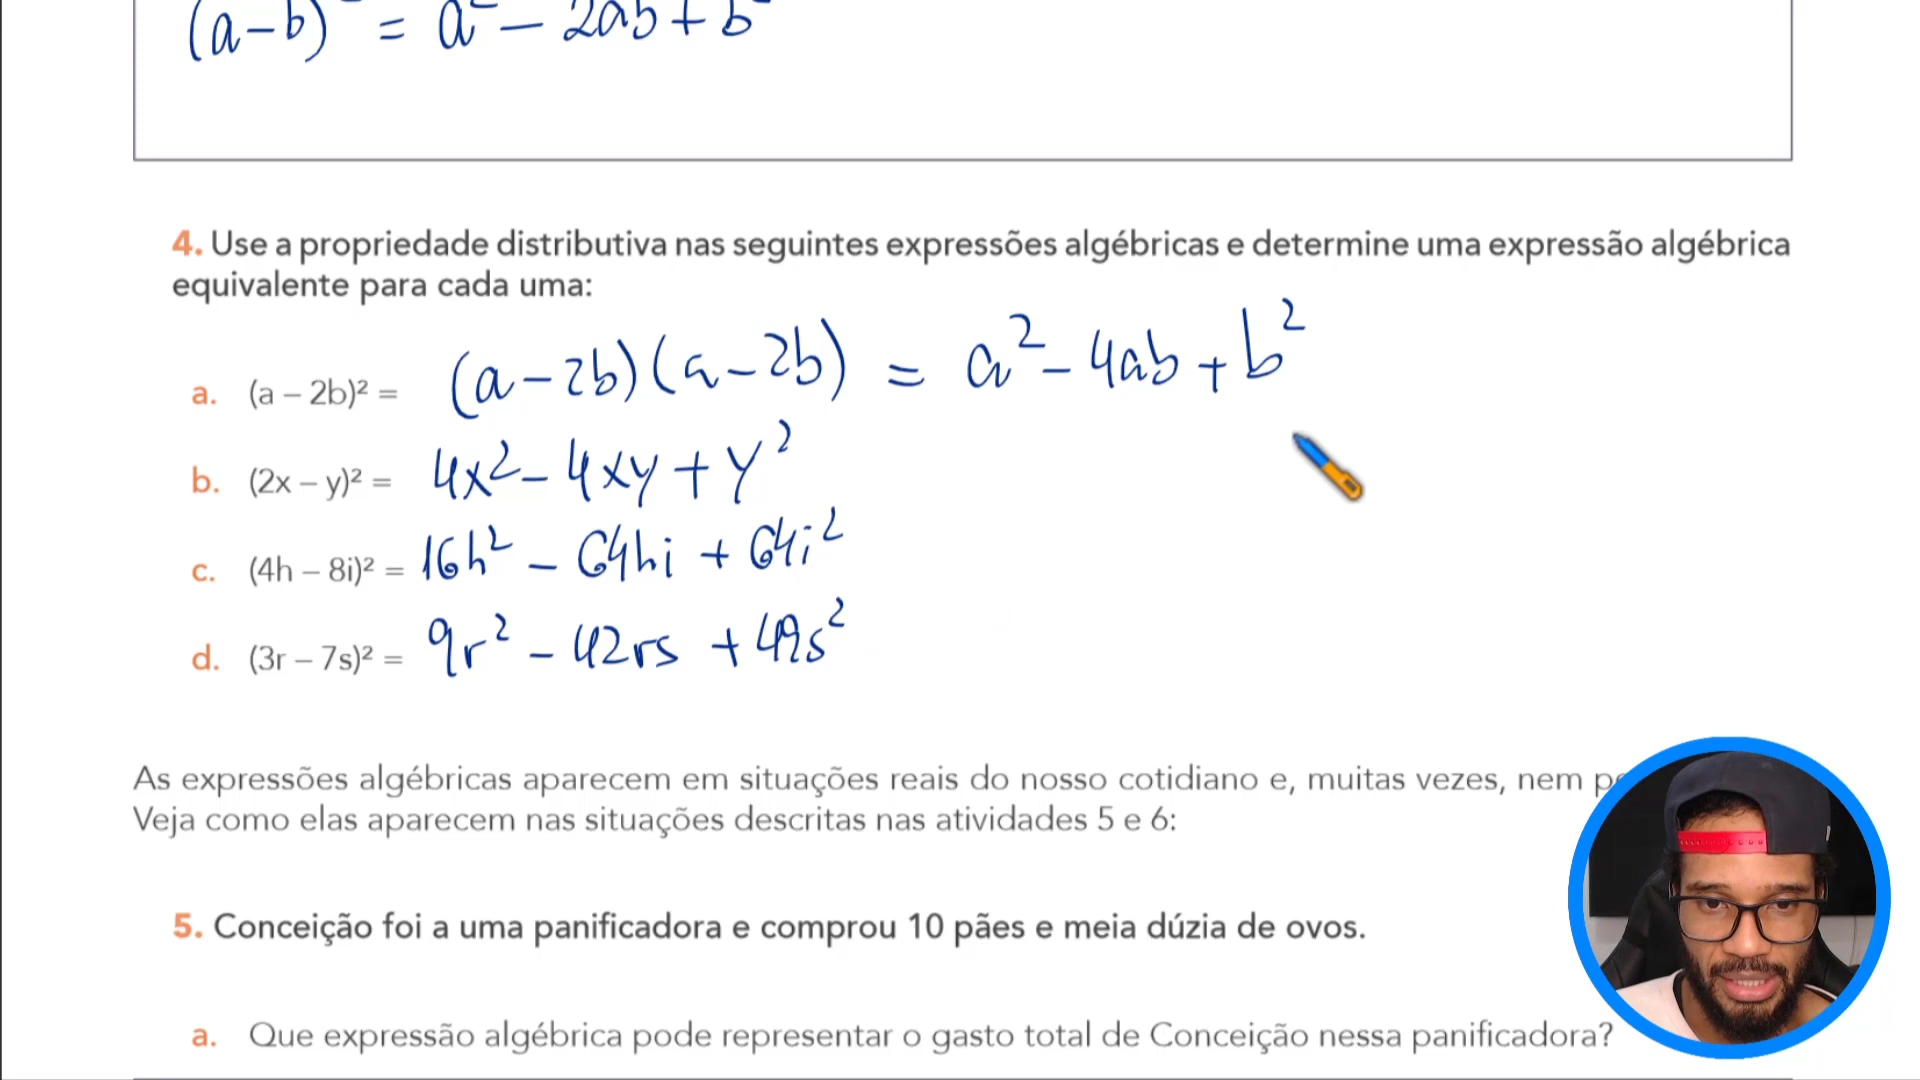 (a-b)² = a² - 2ab + b²
4. Use a propriedade distributiva nas seguintes expressões algébricas e determine uma expressão algébrica
equivalente para cada uma:
a. (a – 2b)² = (a-2b)(a-2b) = a² - 4ab + b²
b. (2x – y)² = 4x² - 4xy + y²
c. (4h – 8i)² = 16h² - 64hi + 64i²
d. (3r – 7s)² = 9r² - 42rs + 49s²
As expressões algébricas aparecem em situações reais do nosso cotidiano e, muitas vezes, nem
Veja como elas aparecem nas situações descritas nas atividades 5 e 6:
5. Conceição foi a uma panificadora e comprou 10 pães e meia dúzia de ovos.
a. Que expressão algébrica pode representar o gasto total de Conceição nessa panificadora?